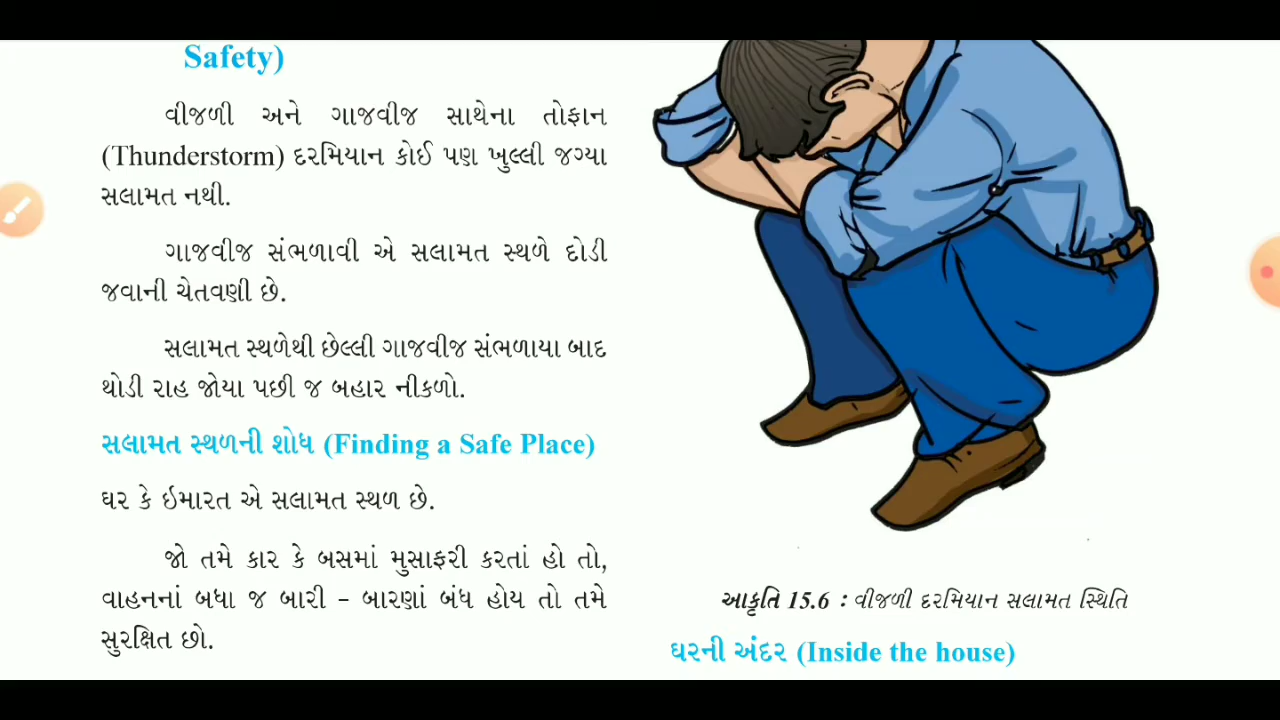 Safety)
વીજળી અને ગાજવીજ સાથેના તોફાન
(Thunderstorm) દરમિયાન કોઈ પણ ખુલ્લી જગ્યા
સલામત નથી.
ગાજવીજ સંભળાવી એ સલામત સ્થળે દોડી
જવાની ચેતવણી છે.
સલામત સ્થળેથી છેલ્લી ગાજવીજ સંભળાયા બાદ
થોડી રાહ જોયા પછી જ બહાર નીકળો.
સલામત સ્થળની શોધ (Finding a Safe Place)
ઘર કે ઇમારત એ સલામત સ્થળ છે.
જો તમે કાર કે બસમાં મુસાફરી કરતાં હો તો,
વાહનનાં બધા જ બારી – બારણાં બંધ હોય તો તમે
સુરક્ષિત છો.
આકૃતિ 15.6 : વીજળી દરમિયાન સલામત સ્થિતિ
ઘરની અંદર (Inside the house)